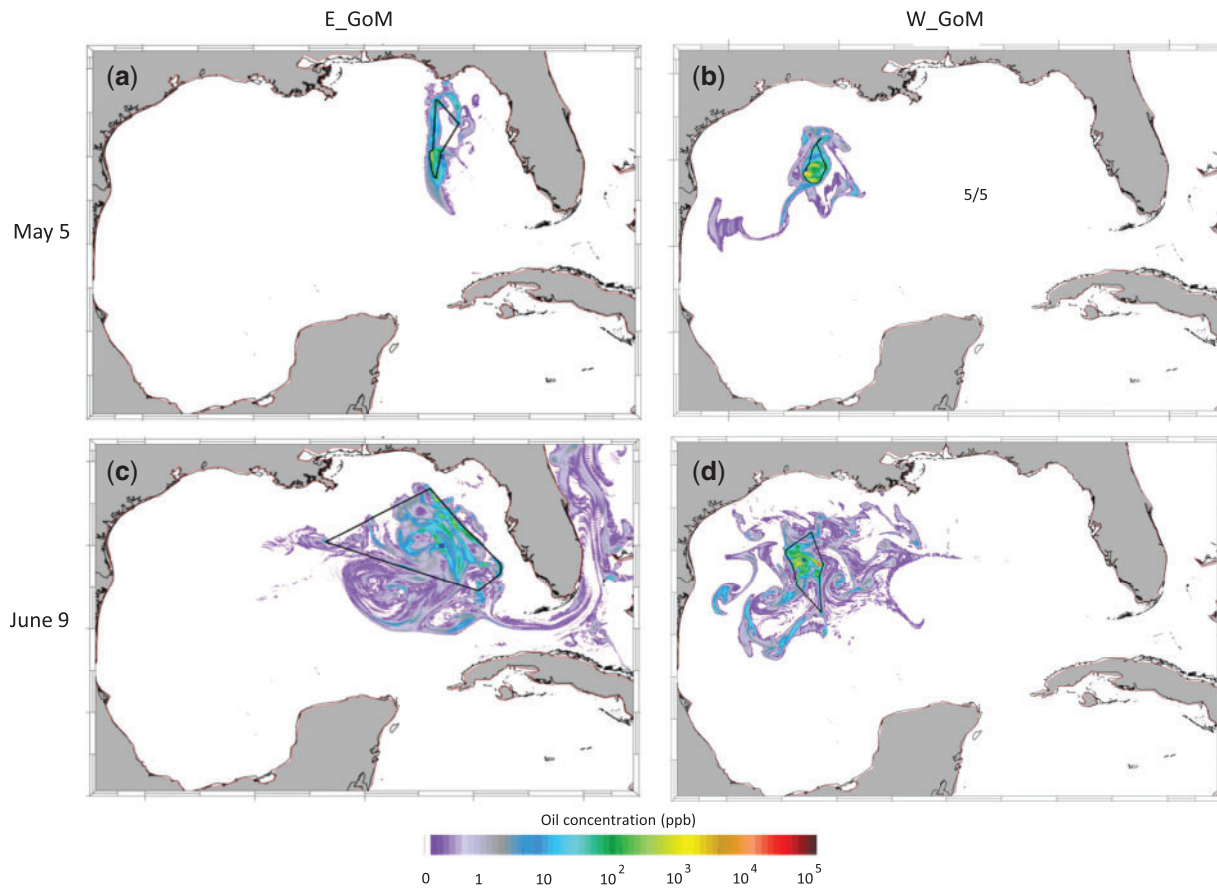 E_GoM
W_GoM
(a)
(b)
May 5
5/5
(c)
(d)
June 9
Oil concentration (ppb)
0 1 10 10² 10³ 10⁴ 10⁵